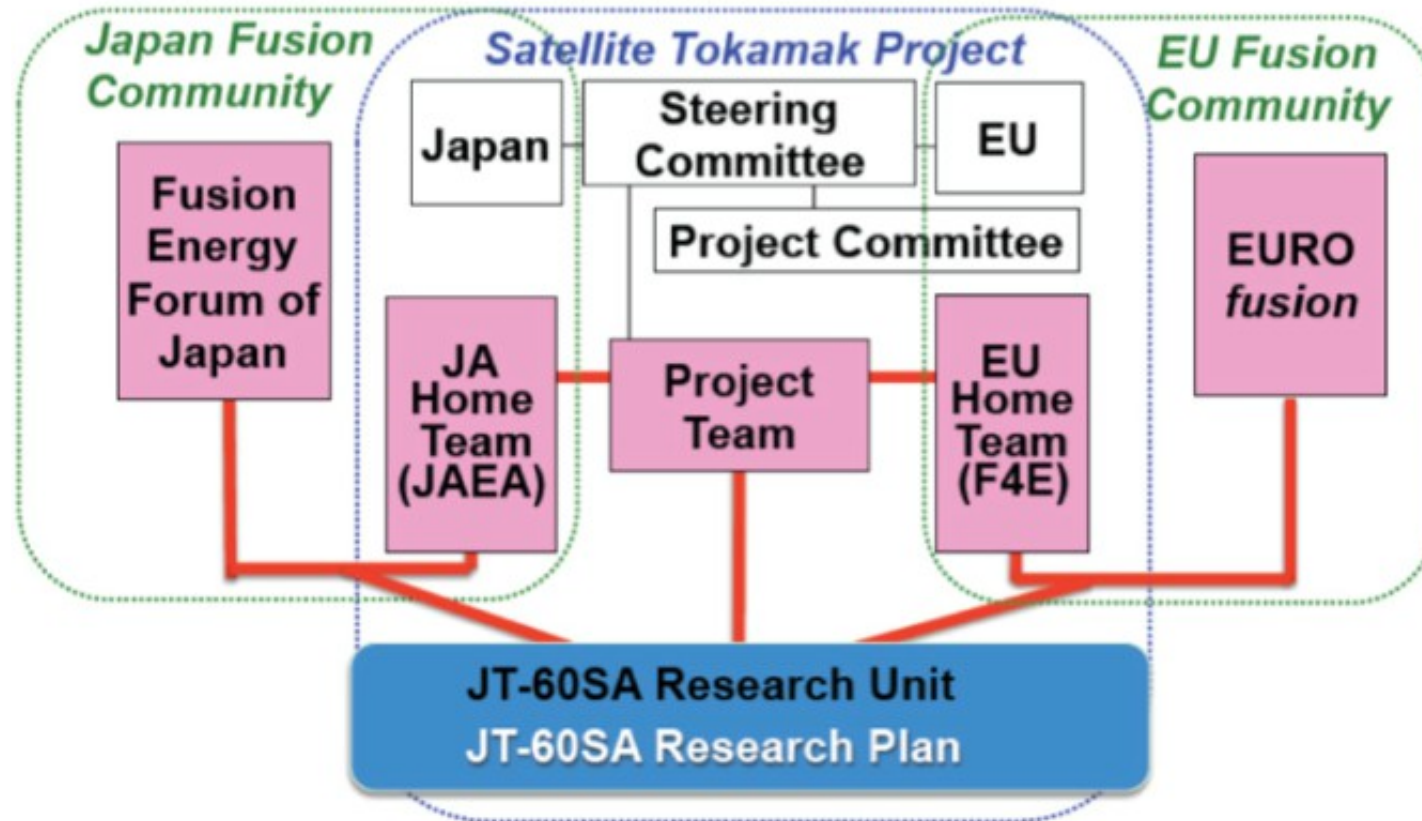 Japan Fusion
Community
Satellite Tokamak Project
EU Fusion
Community
Japan
Steering
Committee
EU
Project Committee
Fusion
Energy
Forum of
Japan
EURO
fusion
JA
Home
Team
(JAEA)
Project
Team
EU
Home
Team
(F4E)
JT-60SA Research Unit
JT-60SA Research Plan